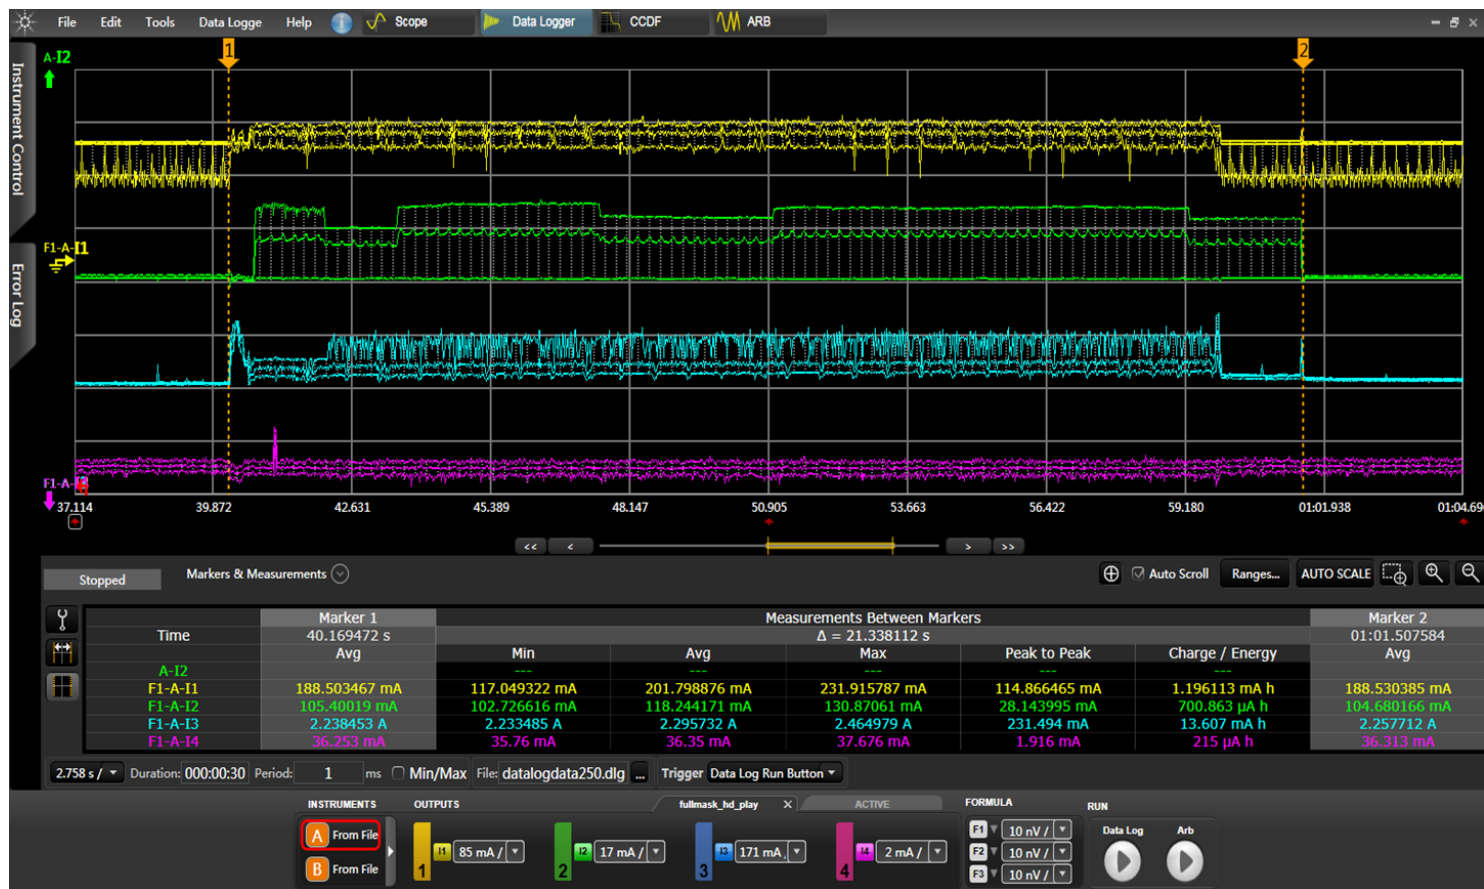 File Edit Tools Data Logge Help Scope Data Logger CCDF ARB
Instrument Control
Error Log
A-I2
1 2
F1-A-I1
F1-A-
37.114 39.872 42.631 45.389 48.147 50.905 53.663 56.422 59.180 01:01.938 01:04.69
<< < > >>
Stopped Markers & Measurements Auto Scroll Ranges... AUTO SCALE
Marker 1 Measurements Between Markers Marker 2
Time 40.169472 s Δ = 21.338112 s 01:01.507584
Avg Min Avg Max Peak to Peak Charge / Energy Avg
A-I2 --- --- --- --- ---
F1-A-I1 188.503467 mA 117.049322 mA 201.798876 mA 231.915787 mA 114.866465 mA 1.196113 mA h 188.530385 mA
F1-A-I2 105.40019 mA 102.726616 mA 118.244171 mA 130.87061 mA 28.143995 mA 700.863 µA h 104.680166 mA
F1-A-I3 2.238453 A 2.233485 A 2.295732 A 2.464979 A 231.494 mA 13.607 mA h 2.257712 A
F1-A-I4 36.253 mA 35.76 mA 36.35 mA 37.676 mA 1.916 mA 215 µA h 36.313 mA
2.758 s/ Duration: 000:00:30 Period: 1 ms Min/Max File: datalogdata250.dlg ... Trigger Data Log Run Button
INSTRUMENTS OUTPUTS fullmask_hd_play X ACTIVE FORMULA RUN
A From File 1 I1 85 mA/ 2 I2 17 mA/ 3 I3 171 mA 4 I4 2 mA/ F1 10 nV/ Data Log Arb
F2 10 nV/
B From File F3 10 nV/